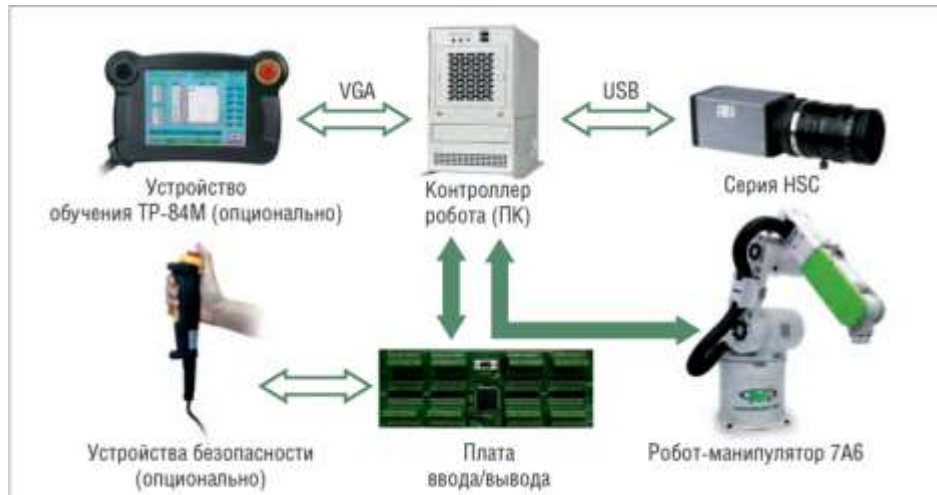 VGA
USB
Устройство
обучения TP-84M (опционально)
Контроллер
робота (ПК)
Серия HSC
Устройства безопасности
(опционально)
Плата
ввода/вывода
Робот-манипулятор 7А6